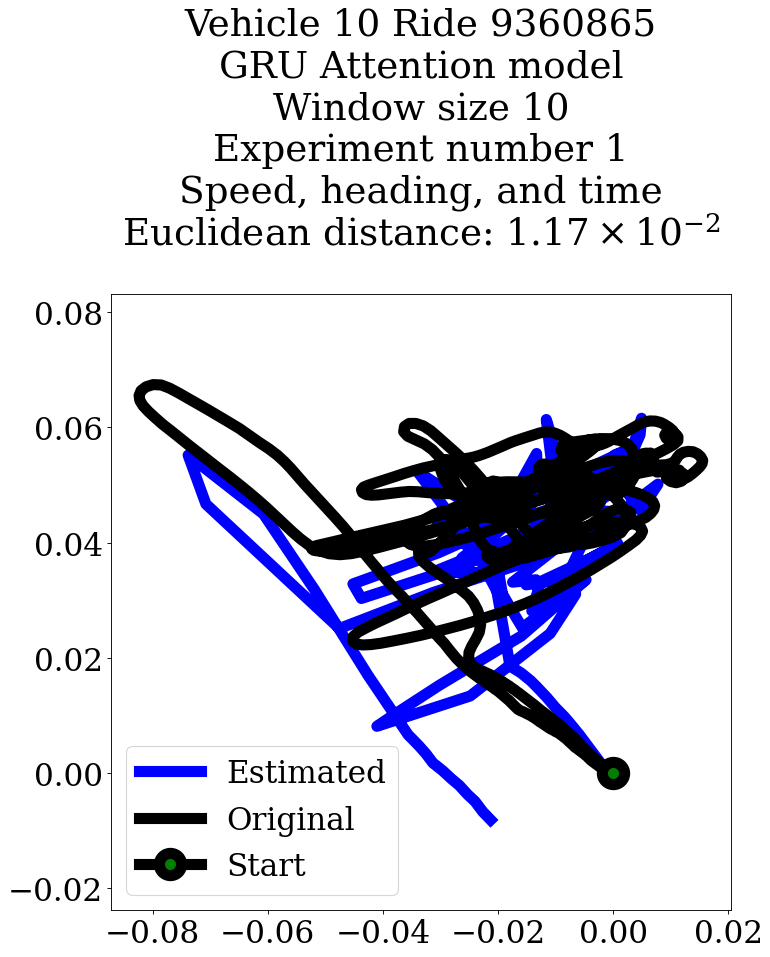 Vehicle 10 Ride 9360865
GRU Attention model
Window size 10
Experiment number 1
Speed, heading, and time
Euclidean distance: 1.17 × 10⁻²
0.08
0.06
0.04
0.02
0.00
−0.02
Estimated
Original
Start
−0.08 −0.06 −0.04 −0.02 0.00 0.02